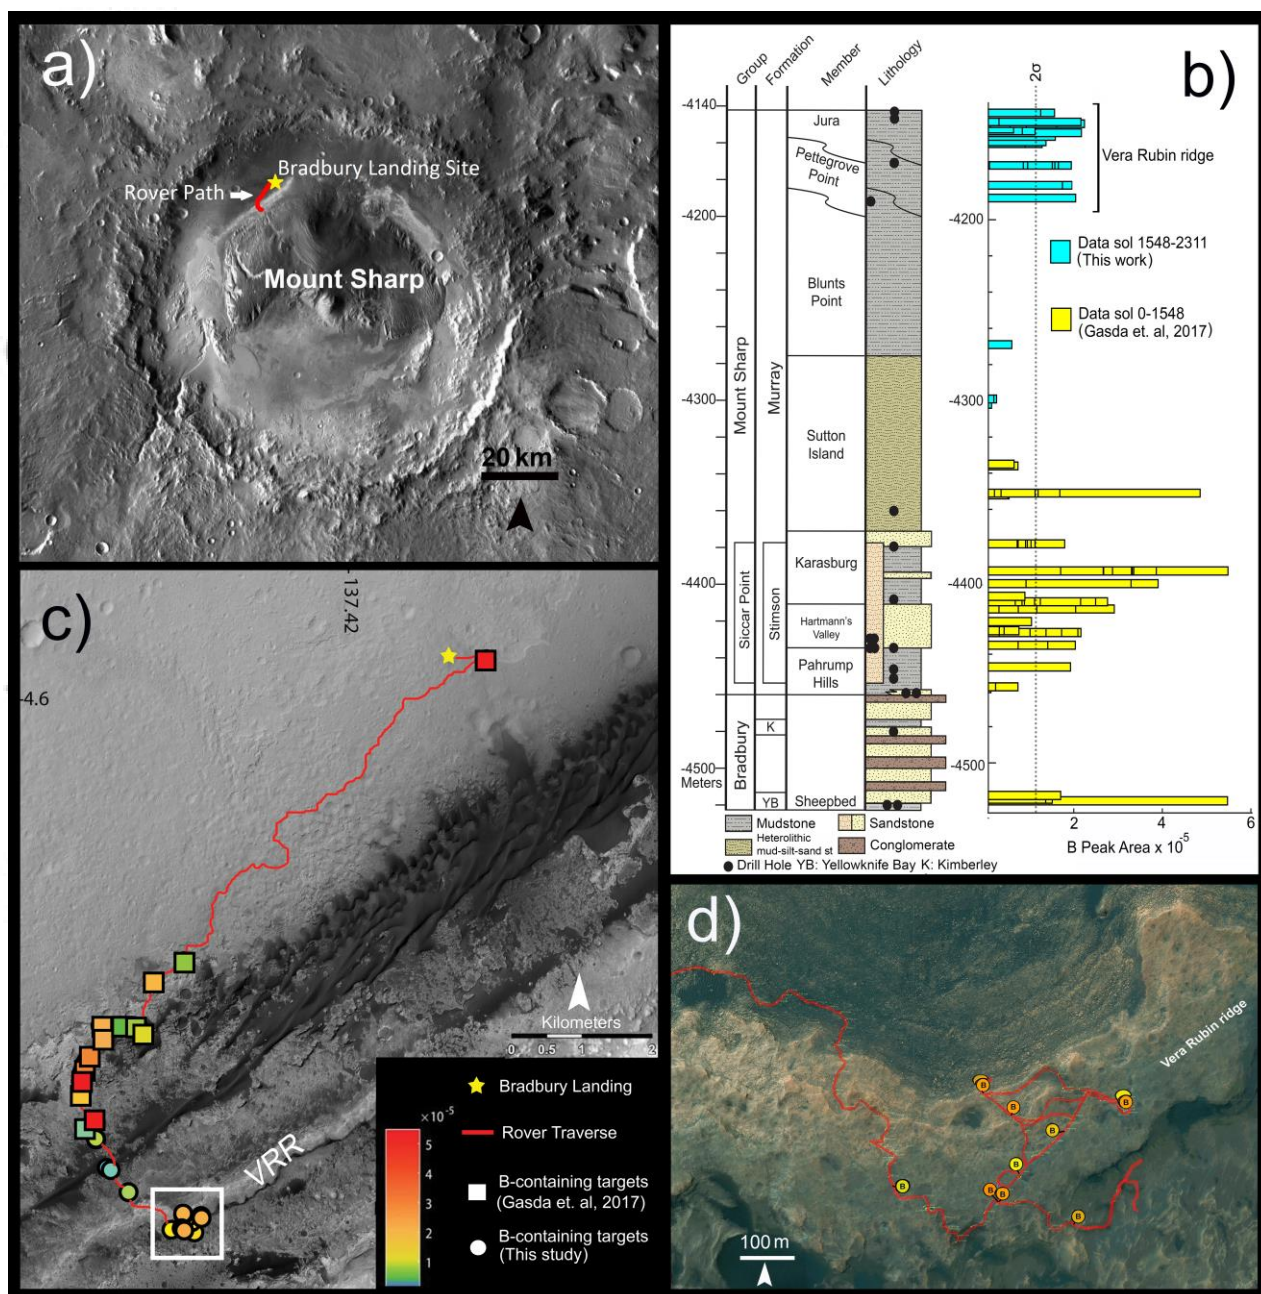 a)
Bradbury Landing Site
Rover Path
Mount Sharp
20 km
b)
Group
Formation
Member
Lithology
2σ
-4140
-4200
-4300
-4400
-4500
Meters
Mount Sharp
Siccar Point
Bradbury
Murray
Stimson
K
YB
Jura
Pettegrove
Point
Blunts
Point
Sutton
Island
Karasburg
Hartmann's
Valley
Pahrump
Hills
Sheepbed
Mudstone
Sandstone
Heterolithic
mud-silt-sand st
Conglomerate
Drill Hole YB: Yellowknife Bay K: Kimberley
Vera Rubin ridge
-4200
Data sol 1548-2311
(This work)
Data sol 0-1548
(Gasda et. al, 2017)
-4300
-4400
-4500
2
4
6
B Peak Area x 10-5
c)
137.42
-4.6
Kilometers
0 0.5 1 2
VRR
×10-5
5
4
3
2
1
Bradbury Landing
Rover Traverse
B-containing targets
(Gasda et. al, 2017)
B-containing targets
(This study)
d)
Vera Rubin ridge
B
B
B
B
B
B
B
B
B
100 m